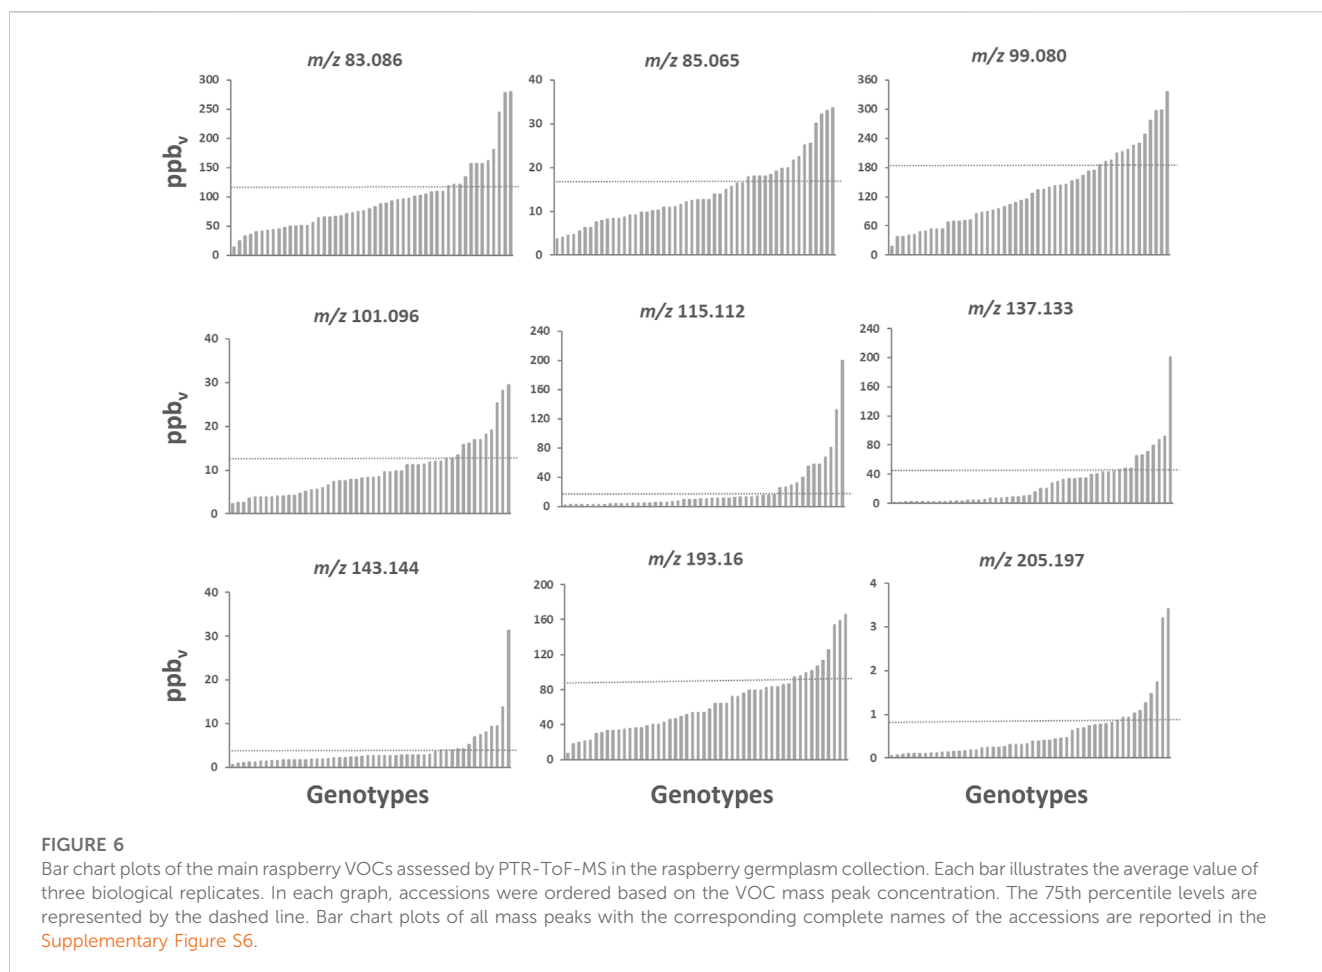 m/z 83.086
m/z 85.065
m/z 99.080
ppbv
300
250
200
150
100
50
0
40
30
20
10
0
360
300
240
180
120
60
0
m/z 101.096
m/z 115.112
m/z 137.133
ppbv
40
30
20
10
0
240
200
160
120
80
40
0
240
200
160
120
80
40
0
m/z 143.144
m/z 193.16
m/z 205.197
ppbv
40
30
20
10
0
200
160
120
80
40
0
4
3
2
1
0
Genotypes
Genotypes
Genotypes
FIGURE 6
Bar chart plots of the main raspberry VOCs assessed by PTR-ToF-MS in the raspberry germplasm collection. Each bar illustrates the average value of
three biological replicates. In each graph, accessions were ordered based on the VOC mass peak concentration. The 75th percentile levels are
represented by the dashed line. Bar chart plots of all mass peaks with the corresponding complete names of the accessions are reported in the
Supplementary Figure S6.